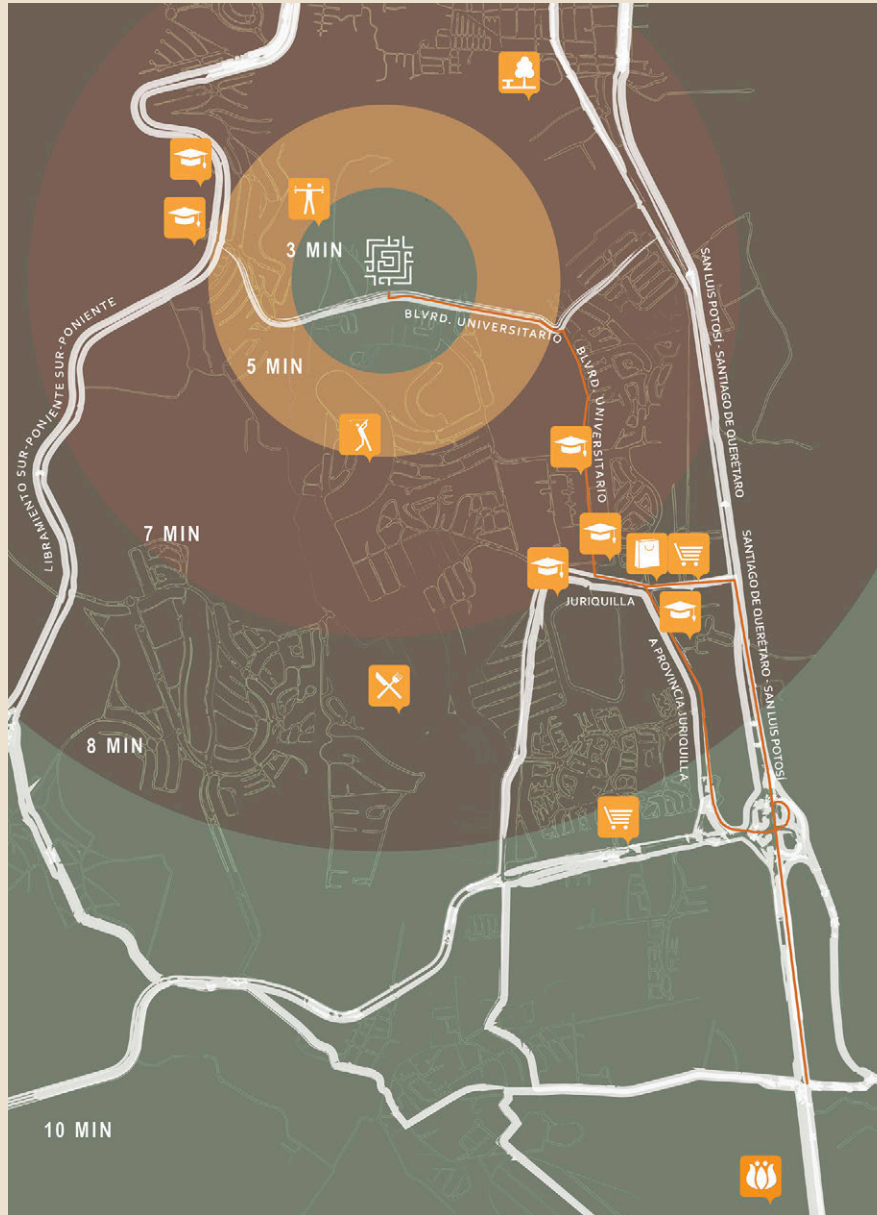 3 MIN
BLVRD. UNIVERSITARIO
5 MIN
BLVRD. UNIVERSITARIO
SAN LUIS POTOSÍ - SANTIAGO DE QUERÉTARO
LIBRAMIENTO SUR-PONIENTE SUR-PONIENTE
7 MIN
JURIQUILLA
SANTIAGO DE QUERÉTARO - SAN LUIS POTOSÍ
A PROVINCIA JURIQUILLA
8 MIN
10 MIN